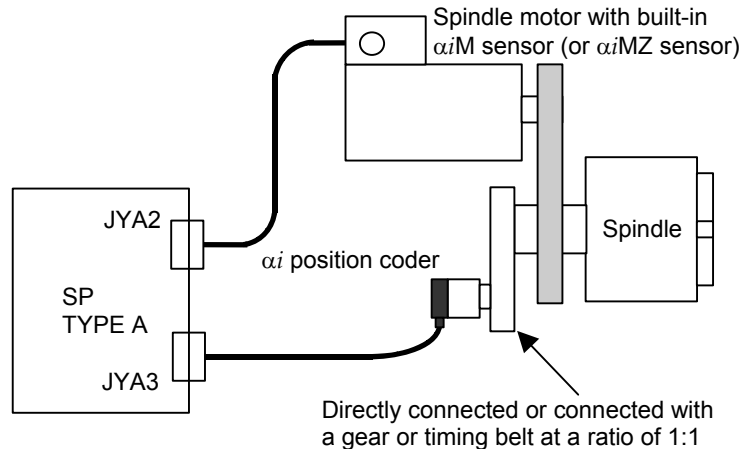 Spindle motor with built-in
αiM sensor (or αiMZ sensor)
JYA2
Spindle
αi position coder
SP
TYPE A
JYA3
Directly connected or connected with
a gear or timing belt at a ratio of 1:1